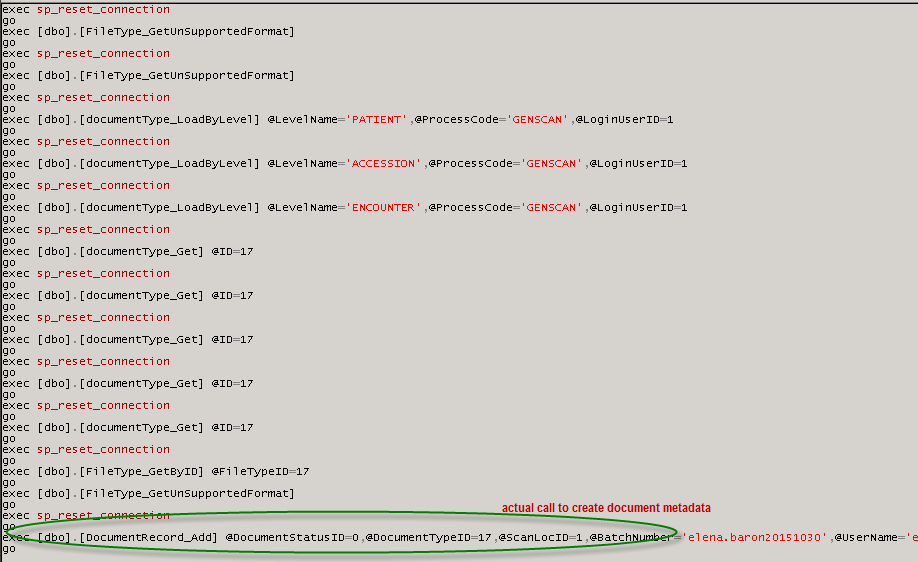 exec sp_reset_connection
go
exec [dbo].[FileType_GetUnSupportedFormat]
go
exec sp_reset_connection
go
exec [dbo].[FileType_GetUnSupportedFormat]
go
exec sp_reset_connection
go
exec [dbo].[documentType_LoadByLevel] @LevelName='PATIENT',@ProcessCode='GENSCAN',@LoginUserID=1
go
exec sp_reset_connection
go
exec [dbo].[documentType_LoadByLevel] @LevelName='ACCESSION',@ProcessCode='GENSCAN',@LoginUserID=1
go
exec sp_reset_connection
go
exec [dbo].[documentType_LoadByLevel] @LevelName='ENCOUNTER',@ProcessCode='GENSCAN',@LoginUserID=1
go
exec sp_reset_connection
go
exec [dbo].[documentType_Get] @ID=17
go
exec sp_reset_connection
go
exec [dbo].[documentType_Get] @ID=17
go
exec sp_reset_connection
go
exec [dbo].[documentType_Get] @ID=17
go
exec sp_reset_connection
go
exec [dbo].[documentType_Get] @ID=17
go
exec sp_reset_connection
go
exec [dbo].[documentType_Get] @ID=17
go
exec sp_reset_connection
go
exec [dbo].[FileType_GetByID] @FileTypeID=17
go
exec [dbo].[FileType_GetUnSupportedFormat]
go
actual call to create document metadata
exec sp_reset_connection
go
exec [dbo].[DocumentRecord_Add] @DocumentStatusID=0,@DocumentTypeID=17,@ScanLocID=1,@BatchNumber='elena.baron20151030',@UserName='e
go